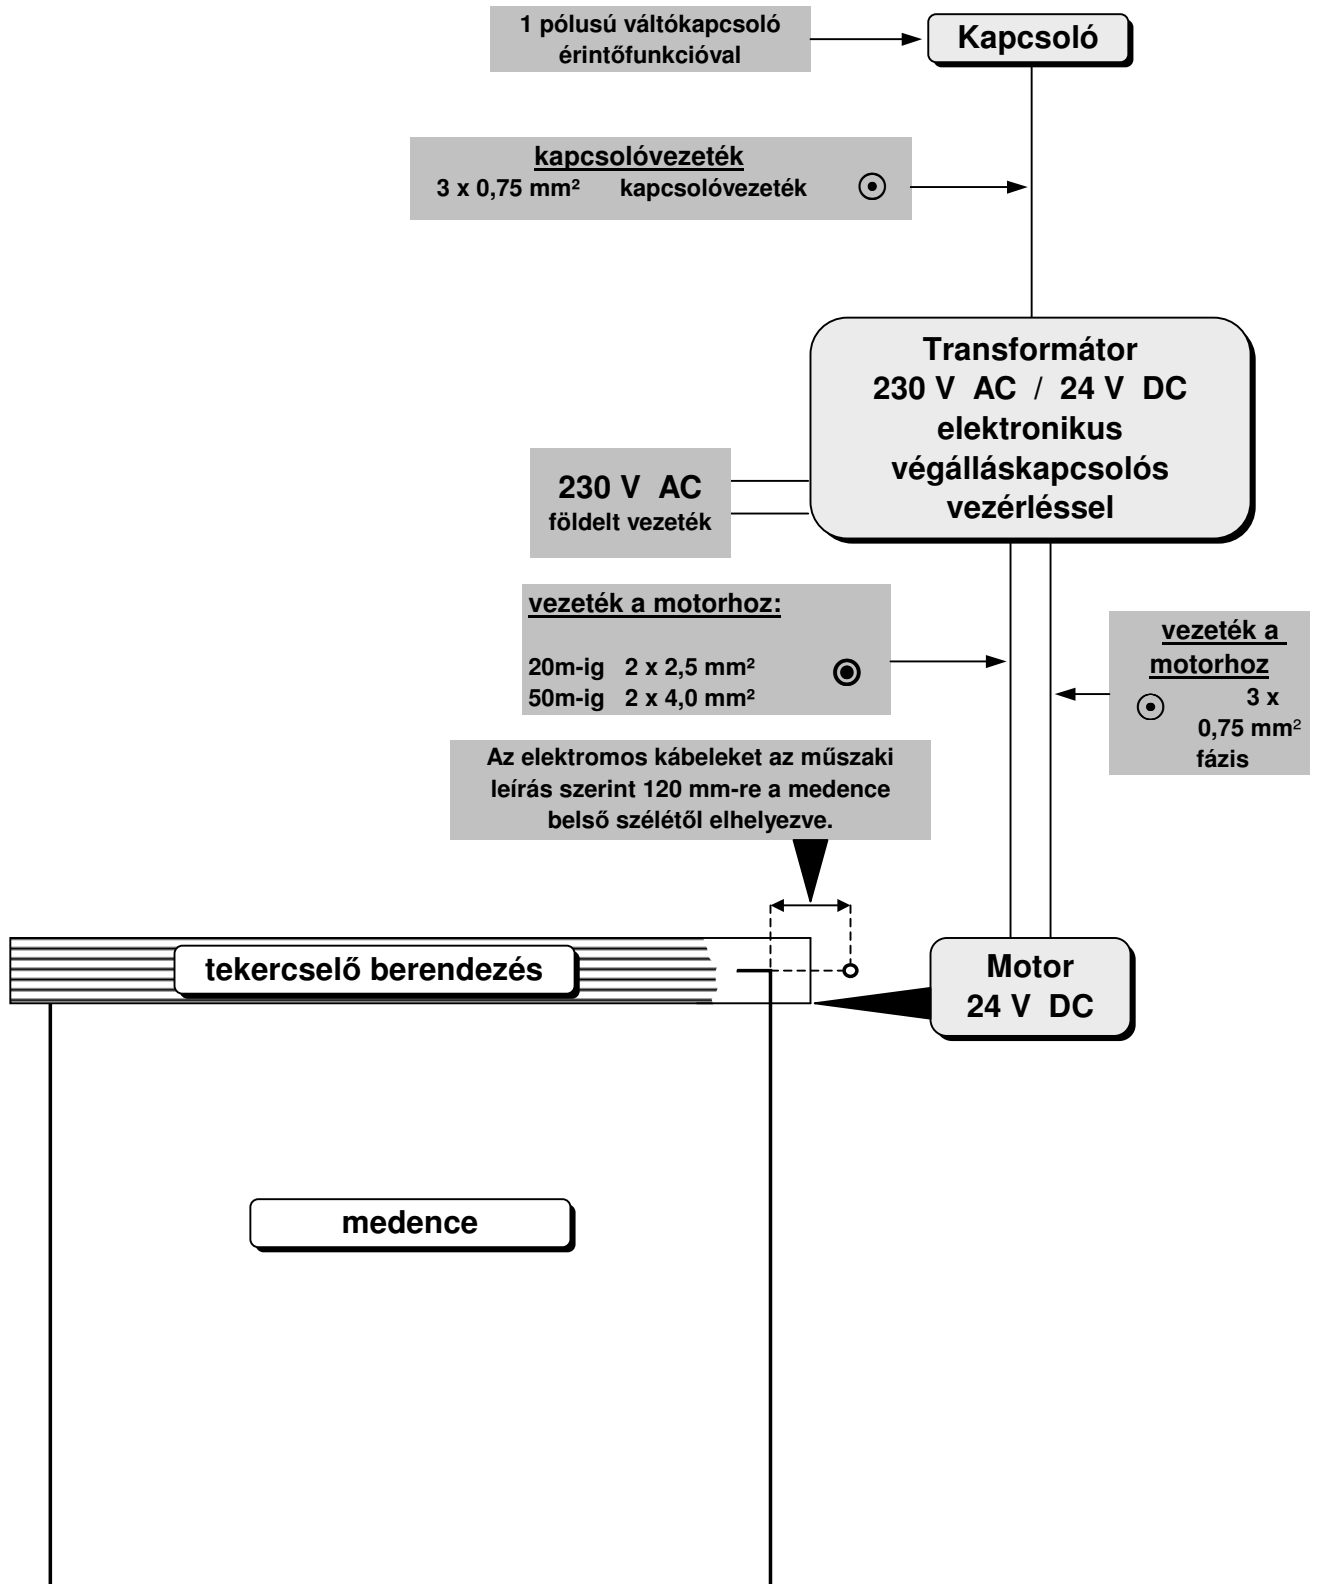 1 pólusú váltókapcsoló
érintőfunkcióval
Kapcsoló
kapcsolóvezeték
3 x 0,75 mm² kapcsolóvezeték
Transformátor
230 V AC / 24 V DC
elektronikus
végálláskapcsolós
vezérléssel
230 V AC
földelt vezeték
vezeték a motorhoz:
20m-ig 2 x 2,5 mm²
50m-ig 2 x 4,0 mm²
vezeték a
motorhoz
3 x
0,75 mm²
fázis
Az elektromos kábeleket az műszaki
leírás szerint 120 mm-re a medence
belső szélétől elhelyezve.
tekercselő berendezés
Motor
24 V DC
medence